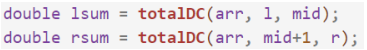 double lsum = totalDC(arr, l, mid);
double rsum = totalDC(arr, mid+1, r);